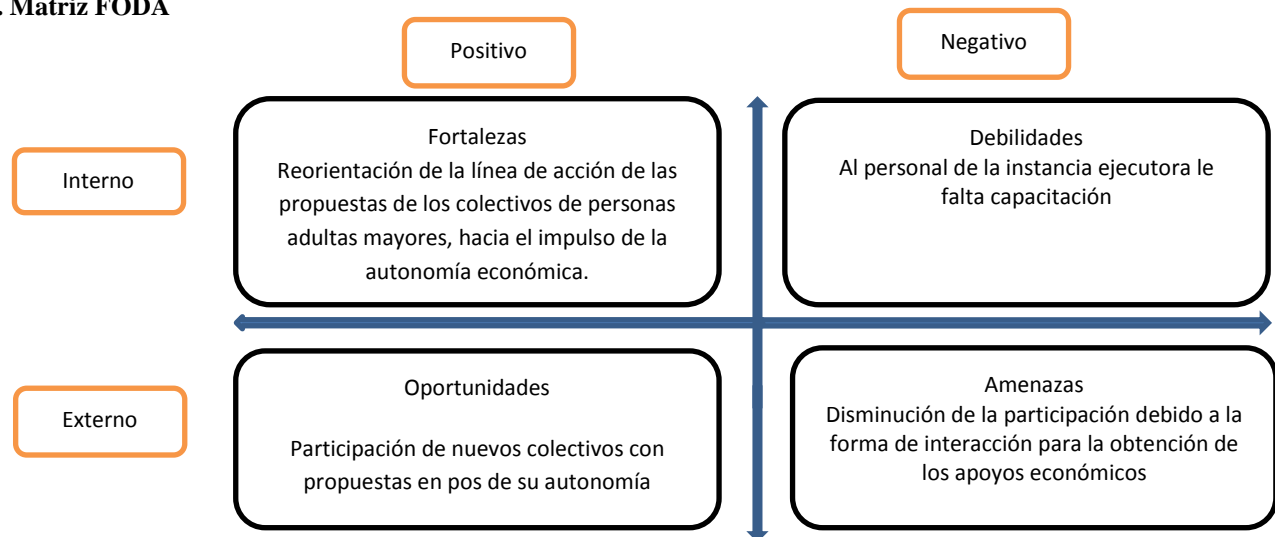 . Matriz FODA
Positivo
Negativo
Interno
Fortalezas
Reorientación de la línea de acción de las
propuestas de los colectivos de personas
adultas mayores, hacia el impulso de la
autonomía económica.
Debilidades
Al personal de la instancia ejecutora le
falta capacitación
Externo
Oportunidades
Participación de nuevos colectivos con
propuestas en pos de su autonomía
Amenazas
Disminución de la participación debido a la
forma de interacción para la obtención de
los apoyos económicos